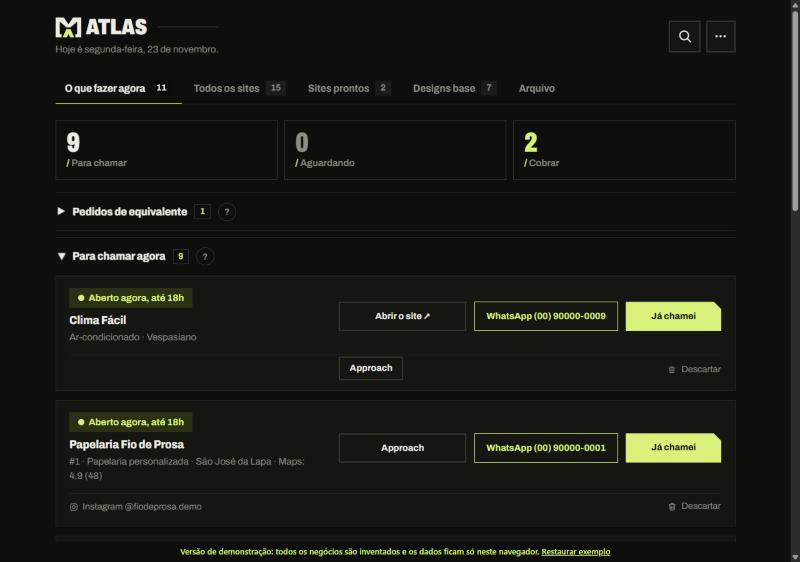 ATLAS
Hoje é segunda-feira, 23 de novembro.
O que fazer agora 11
Todos os sites 15
Sites prontos 2
Designs base 7
Arquivo
9
/ Para chamar
0
/ Aguardando
2
/ Cobrar
Pedidos de equivalente 1 ?
Para chamar agora 9 ?
Aberto agora, até 18h
Clima Fácil
Ar-condicionado · Vespasiano
Abrir o site ↗
WhatsApp (00) 90000-0009
Já chamei
Approach
Descartar
Aberto agora, até 18h
Papelaria Fio de Prosa
#1 · Papelaria personalizada · São José da Lapa · Maps:
4,9 (48)
Approach
WhatsApp (00) 90000-0001
Já chamei
Instagram @fiodeprosa.demo
Descartar
Versão de demonstração: todos os negócios são inventados e os dados ficam só neste navegador. Restaurar exemplo